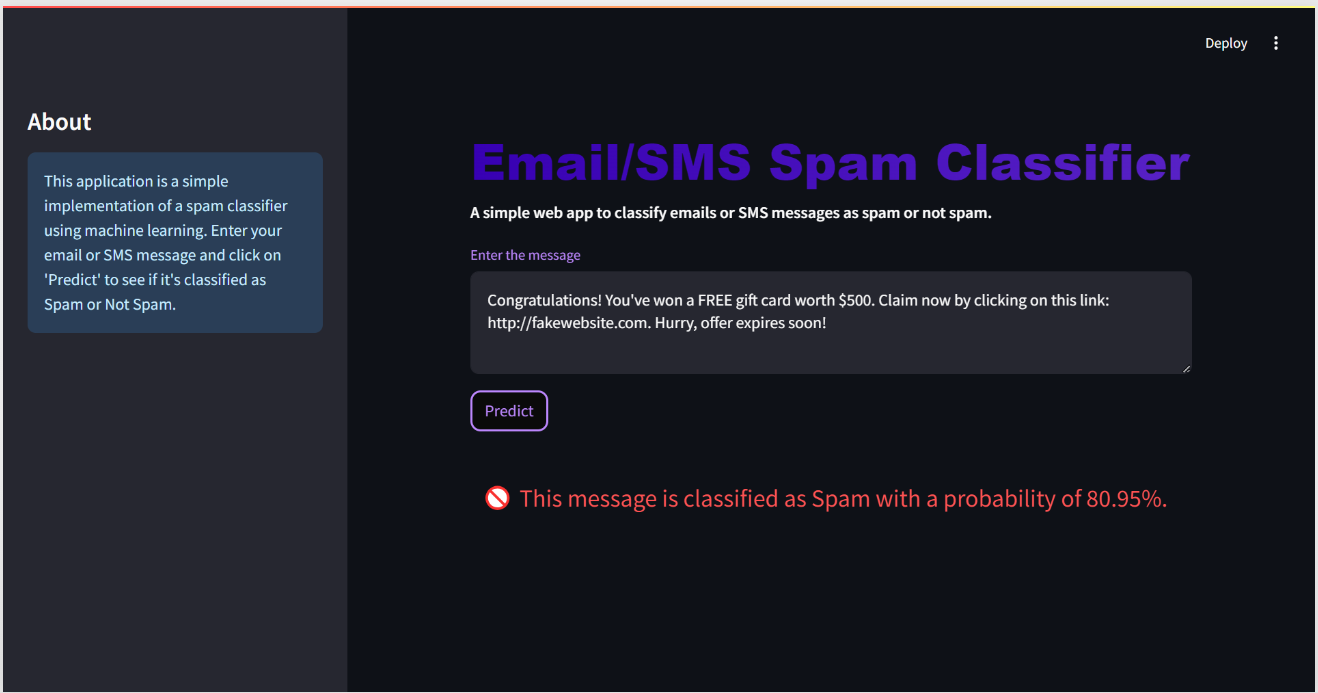 Deploy
About
This application is a simple
implementation of a spam classifier
using machine learning. Enter your
email or SMS message and click on
'Predict' to see if it's classified as
Spam or Not Spam.
Email/SMS Spam Classifier
A simple web app to classify emails or SMS messages as spam or not spam.
Enter the message
Congratulations! You've won a FREE gift card worth $500. Claim now by clicking on this link:
http://fakewebsite.com. Hurry, offer expires soon!
Predict
This message is classified as Spam with a probability of 80.95%.